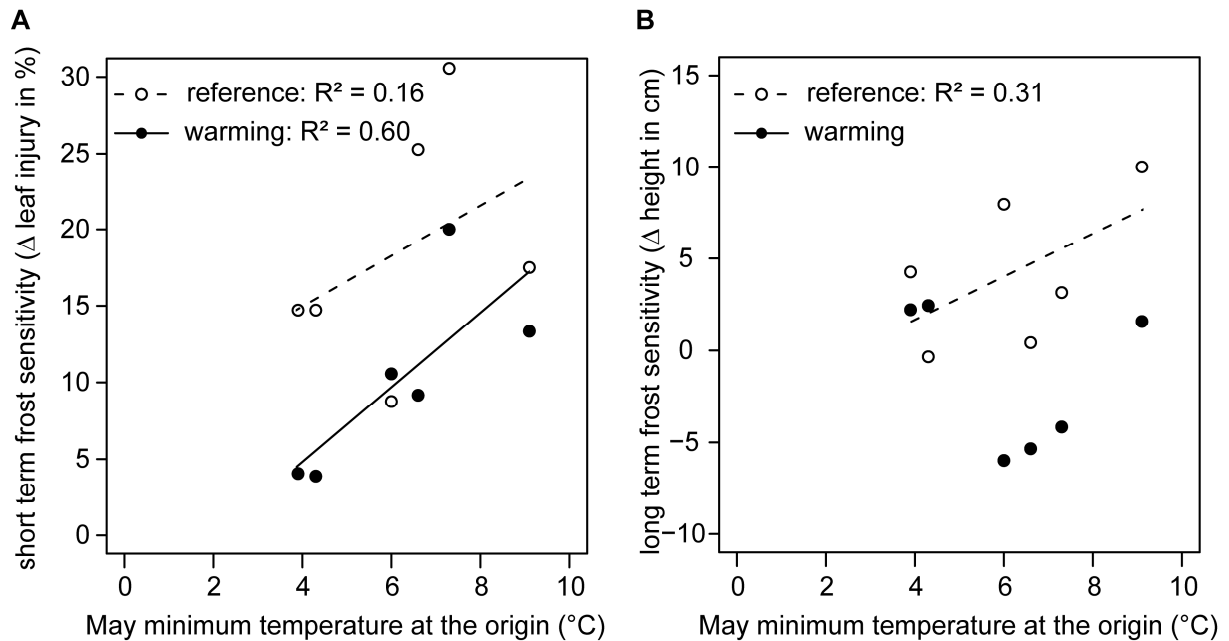 A
short term frost sensitivity (Δ leaf injury in %)
30
25
20
15
10
5
0
reference: R² = 0.16
warming: R² = 0.60
0 2 4 6 8 10
May minimum temperature at the origin (°C)
B
long term frost sensitivity (Δ height in cm)
15
10
5
0
−5
−10
reference: R² = 0.31
warming
0 2 4 6 8 10
May minimum temperature at the origin (°C)